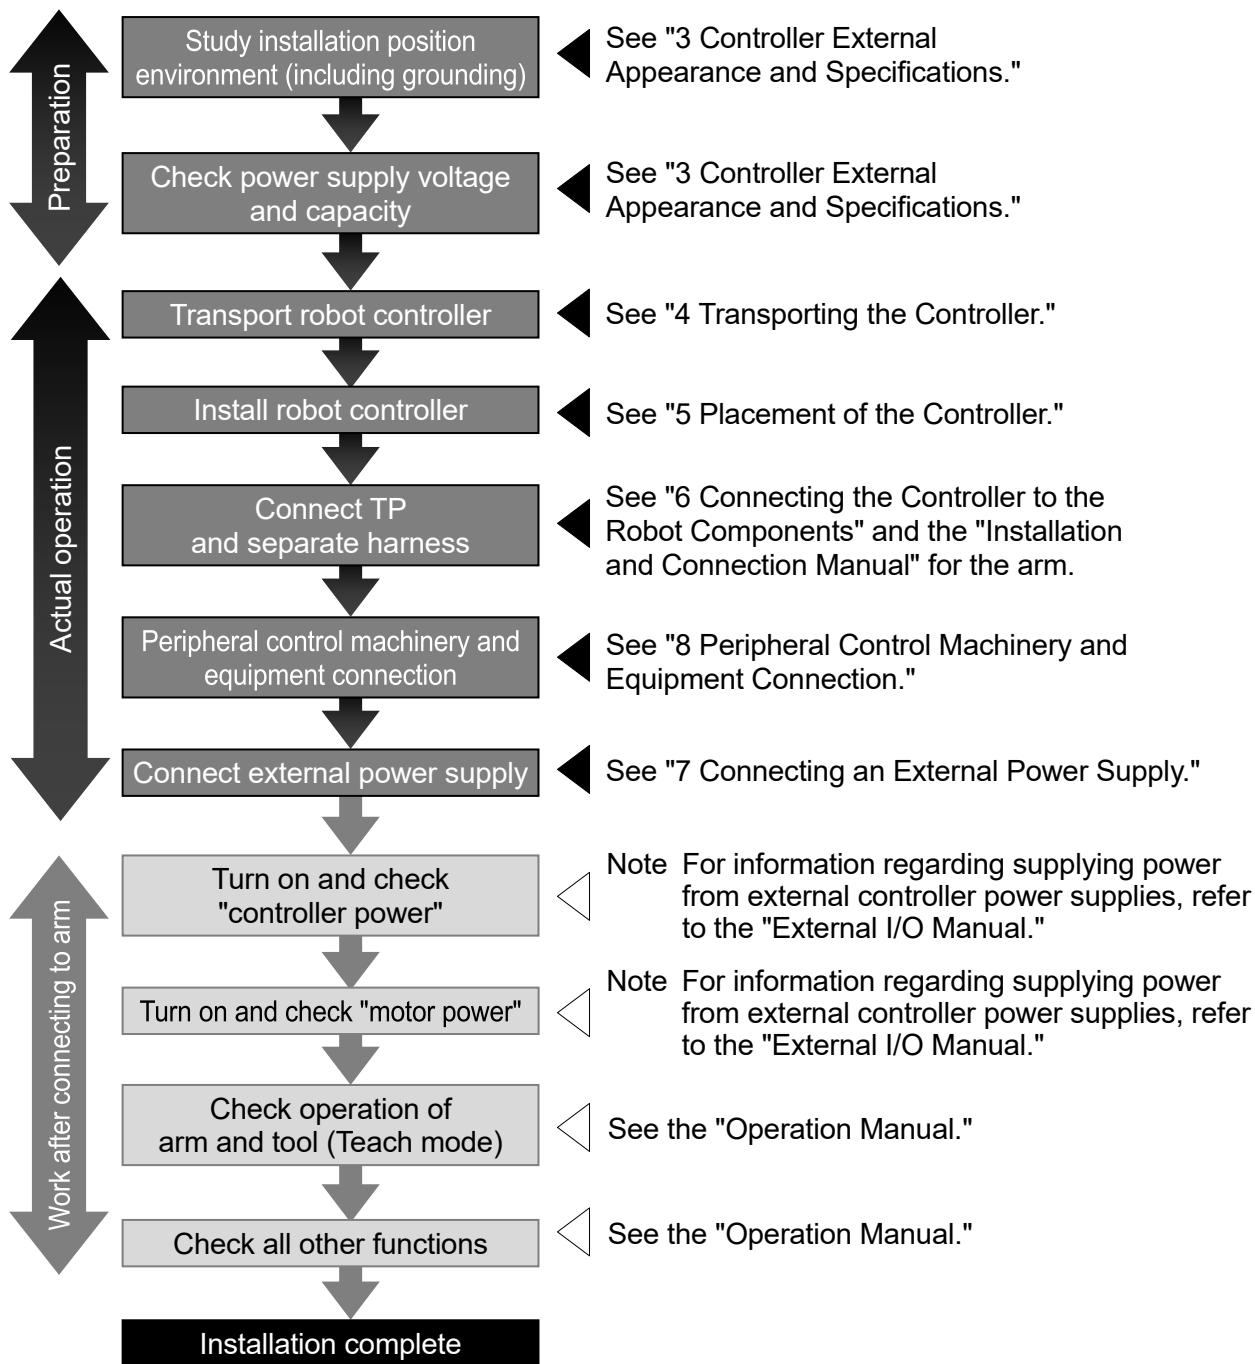 Preparation
Study installation position
environment (including grounding)
See "3 Controller External
Appearance and Specifications."
Check power supply voltage
and capacity
See "3 Controller External
Appearance and Specifications."
Actual operation
Transport robot controller
See "4 Transporting the Controller."
Install robot controller
See "5 Placement of the Controller."
Connect TP
and separate harness
See "6 Connecting the Controller to the
Robot Components" and the "Installation
and Connection Manual" for the arm.
Peripheral control machinery and
equipment connection
See "8 Peripheral Control Machinery and
Equipment Connection."
Connect external power supply
See "7 Connecting an External Power Supply."
Work after connecting to arm
Turn on and check
"controller power"
Note For information regarding supplying power
from external controller power supplies, refer
to the "External I/O Manual."
Turn on and check "motor power"
Note For information regarding supplying power
from external controller power supplies, refer
to the "External I/O Manual."
Check operation of
arm and tool (Teach mode)
See the "Operation Manual."
Check all other functions
See the "Operation Manual."
Installation complete